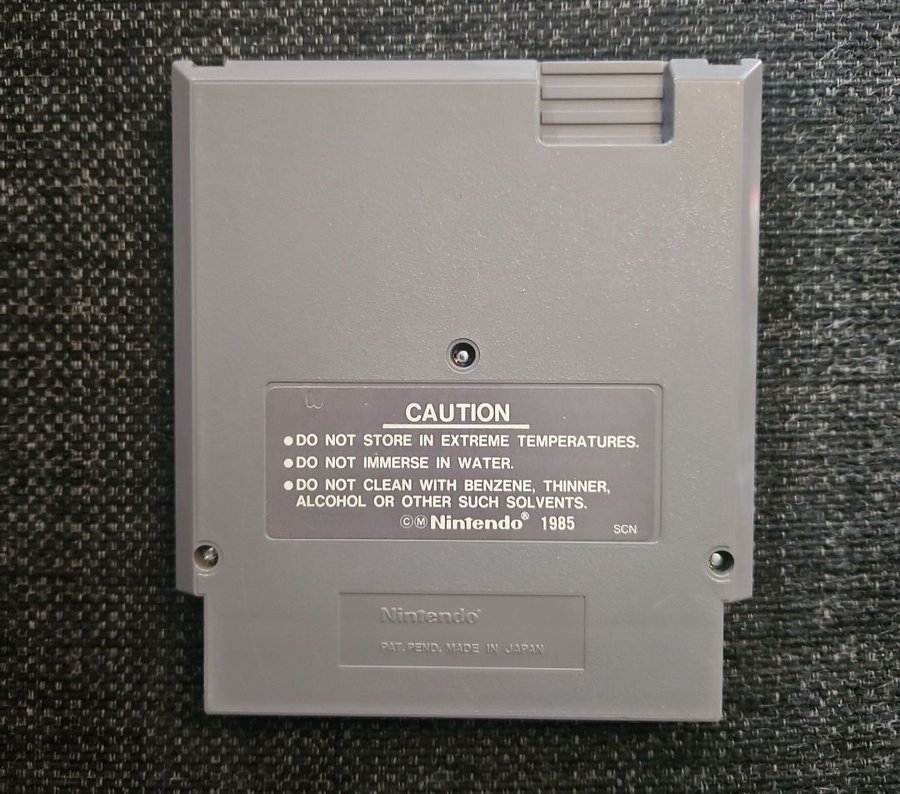 CAUTION
●DO NOT STORE IN EXTREME TEMPERATURES.
●DO NOT IMMERSE IN WATER.
●DO NOT CLEAN WITH BENZENE, THINNER,
ALCOHOL OR OTHER SUCH SOLVENTS.
©Ⓜ Nintendo® 1985
SCN
Nintendo®
PAT. PEND. MADE IN JAPAN